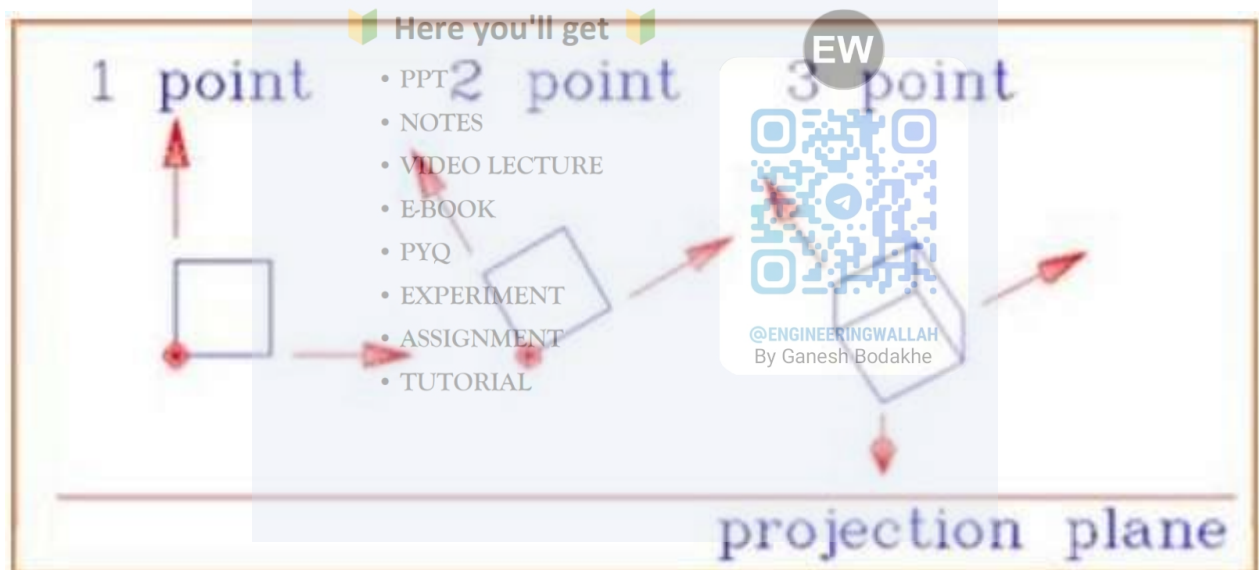 Here you'll get
EW
1 point
2 point
3 point
• PPT
• NOTES
• VIDEO LECTURE
• E-BOOK
• PYQ
• EXPERIMENT
• ASSIGNMENT
• TUTORIAL
@ENGINEERINGWALLAH
By Ganesh Bodakhe
projection plane